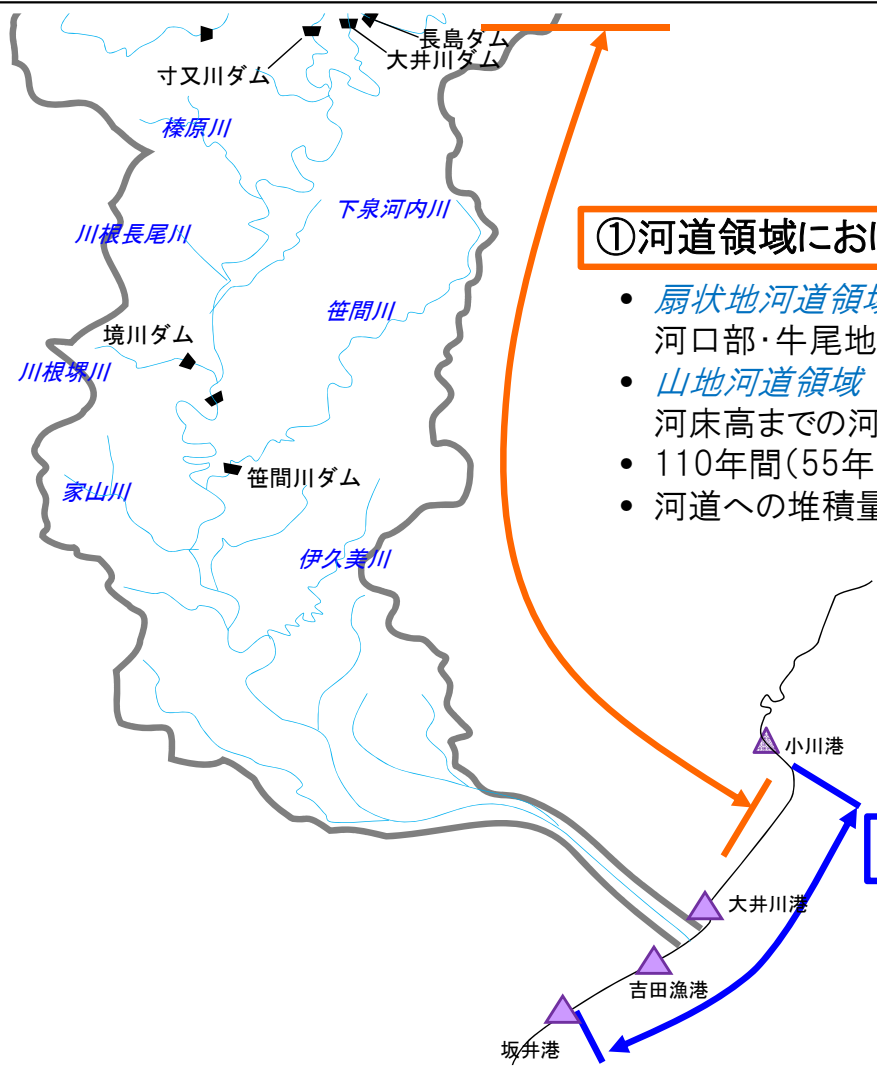 長島ダム
大井川ダム
寸又川ダム
榛原川
下泉河内川
川根長尾川
①河道領域におけ
扇状地河道領域
笹間川
河口部・牛尾地
境川ダム
川根堺川
山地河道領域
河床高までの河
110年間(55年
笹間川ダム
家山川
河道への堆積量
伊久美川
小川港
大井川港
吉田漁港
坂井港